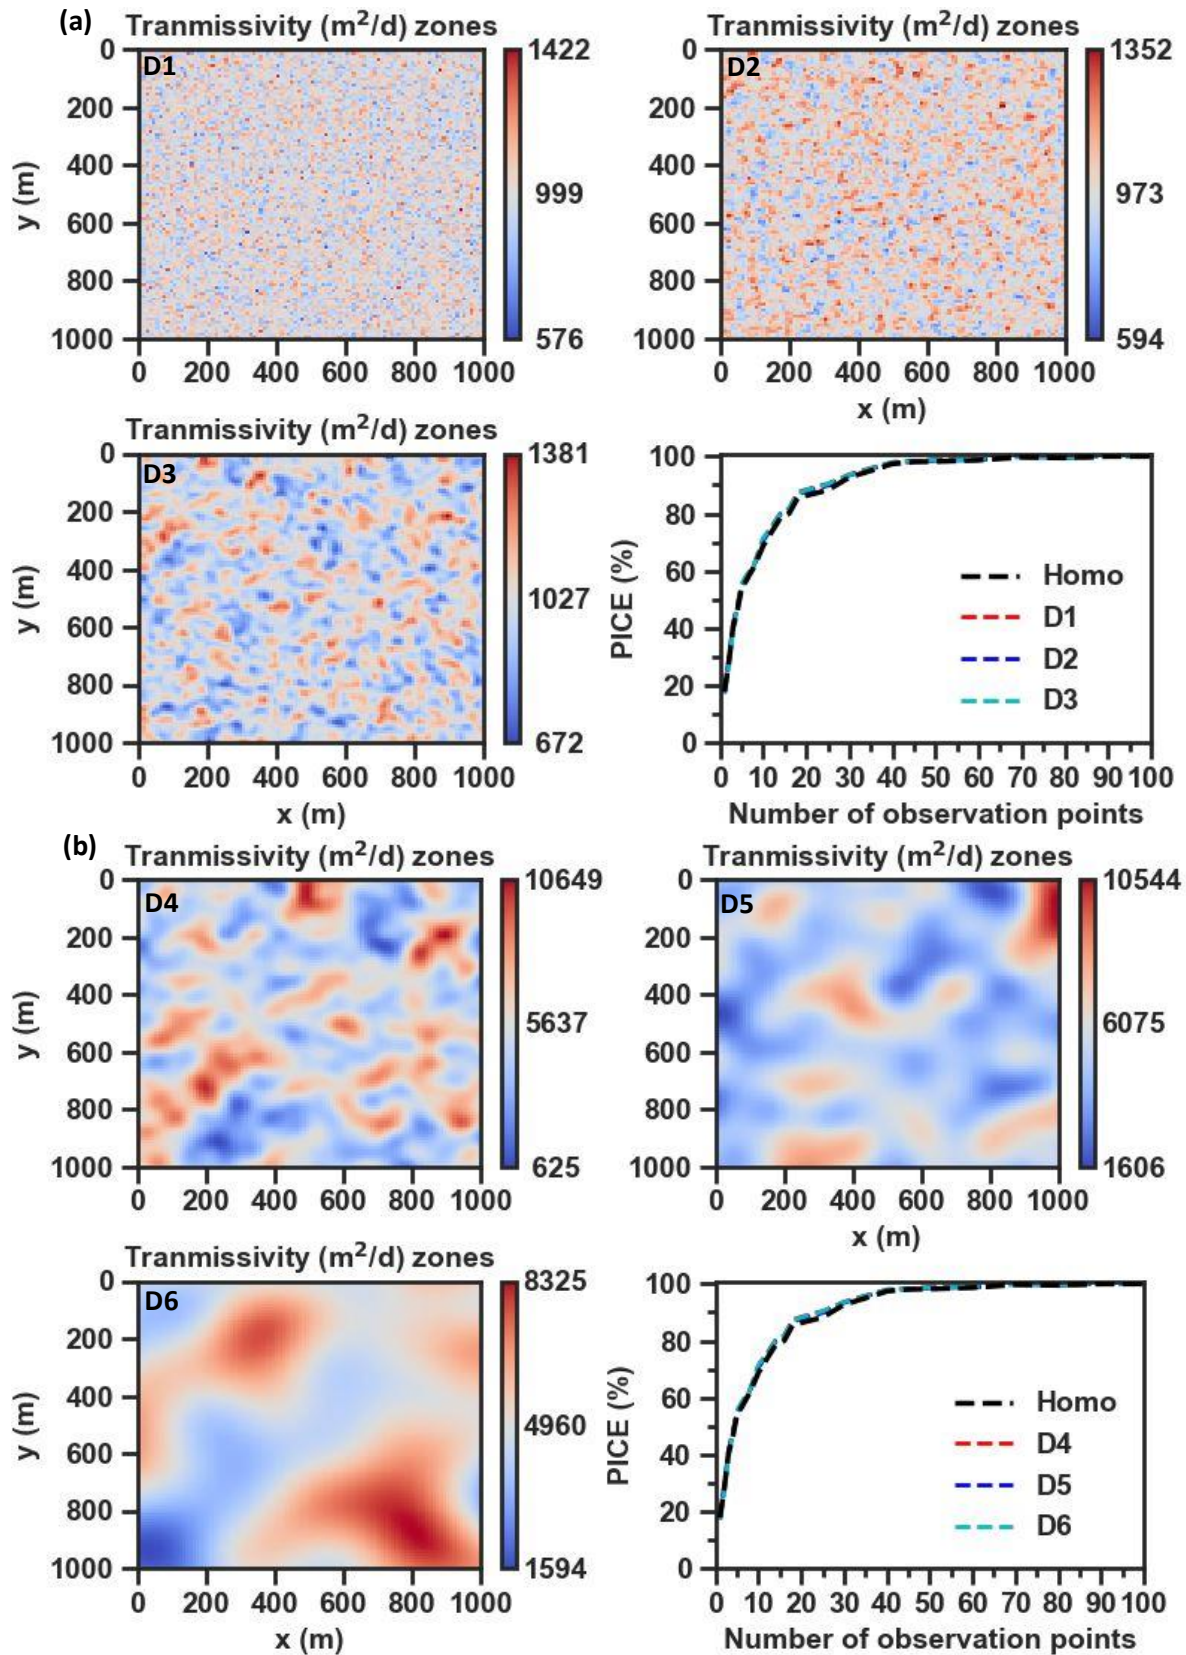 (a)
Tranmissivity (m²/d) zones
D1
y (m)
0
200
400
600
800
1000
0 200 400 600 800 1000
1422
999
576
Tranmissivity (m²/d) zones
D2
0
200
400
600
800
1000
0 200 400 600 800 1000
x (m)
1352
973
594
Tranmissivity (m²/d) zones
D3
y (m)
0
200
400
600
800
1000
0 200 400 600 800 1000
x (m)
1381
1027
672
PICE (%)
100
80
60
40
20
0
Homo
D1
D2
D3
0 10 20 30 40 50 60 70 80 90 100
Number of observation points
(b)
Tranmissivity (m²/d) zones
D4
y (m)
0
200
400
600
800
1000
0 200 400 600 800 1000
10649
5637
625
Tranmissivity (m²/d) zones
D5
0
200
400
600
800
1000
0 200 400 600 800 1000
x (m)
10544
6075
1606
Tranmissivity (m²/d) zones
D6
y (m)
0
200
400
600
800
1000
0 200 400 600 800 1000
x (m)
8325
4960
1594
PICE (%)
100
80
60
40
20
0
Homo
D4
D5
D6
0 10 20 30 40 50 60 70 80 90 100
Number of observation points